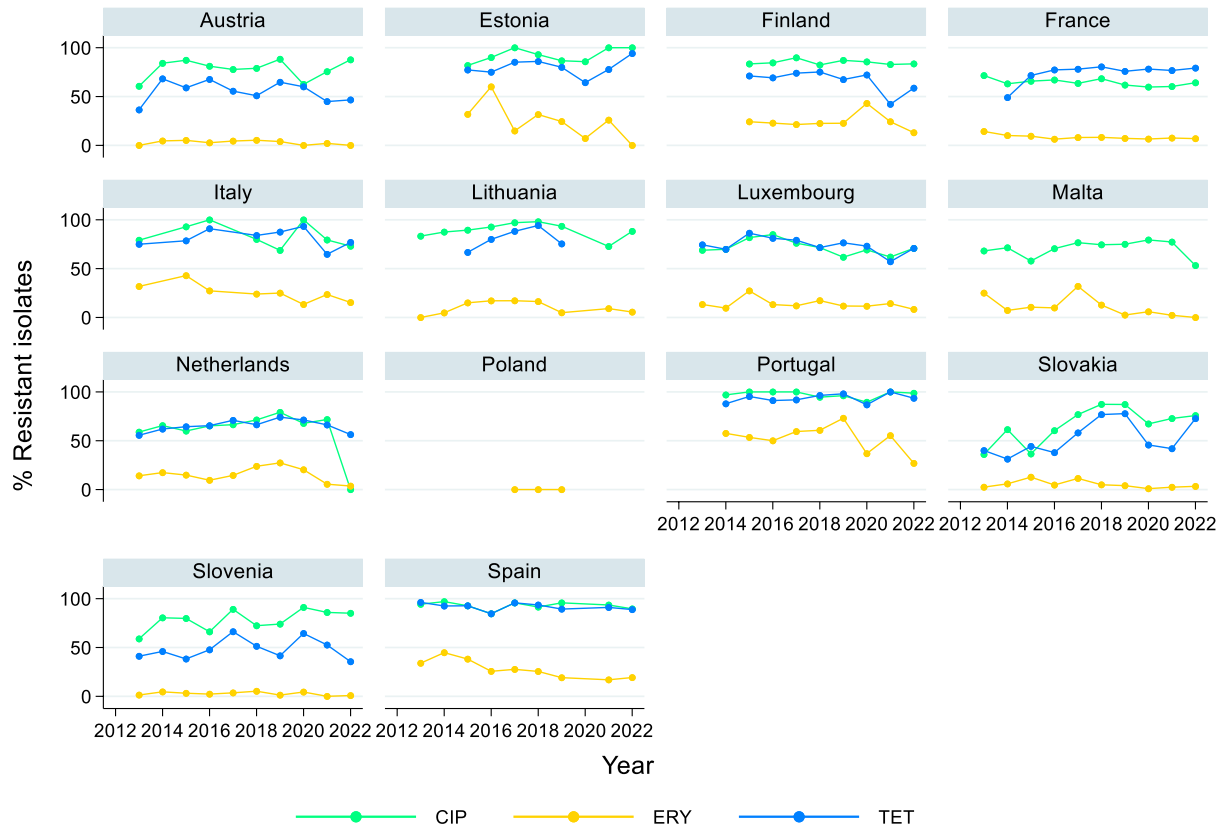 Austria Estonia Finland France
100
50
0
Italy Lithuania Luxembourg Malta
100
50
0
Netherlands Poland Portugal Slovakia
100
50
0
2012 2014 2016 2018 2020 2022 2012 2014 2016 2018 2020 2022
Slovenia Spain
100
50
0
2012 2014 2016 2018 2020 2022 2012 2014 2016 2018 2020 2022
% Resistant isolates
Year
CIP ERY TET